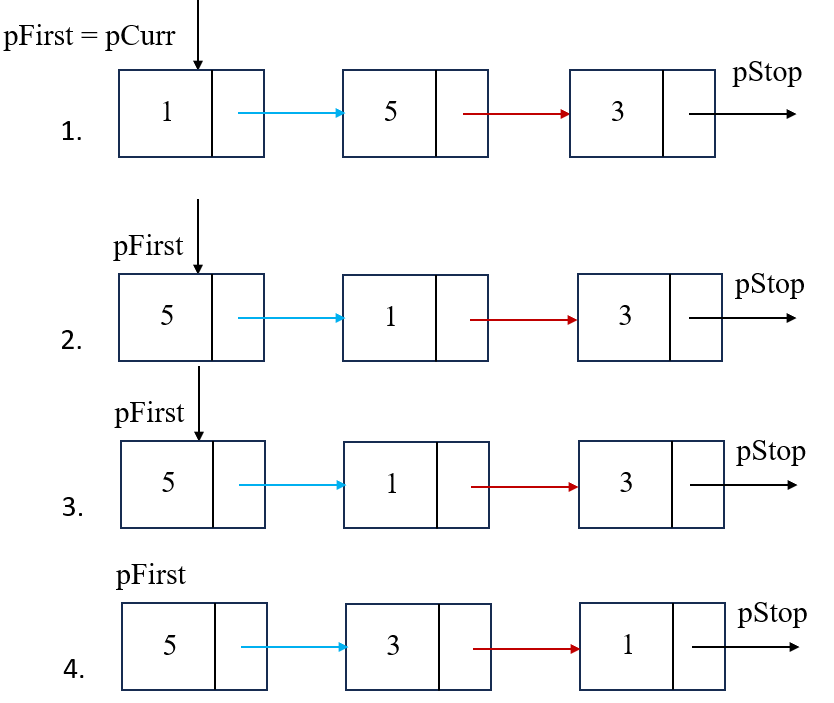 pFirst = pCurr
pStop
1. 1 5 3
pFirst
pStop
2. 5 1 3
pFirst
pStop
3. 5 1 3
pFirst
pStop
4. 5 3 1